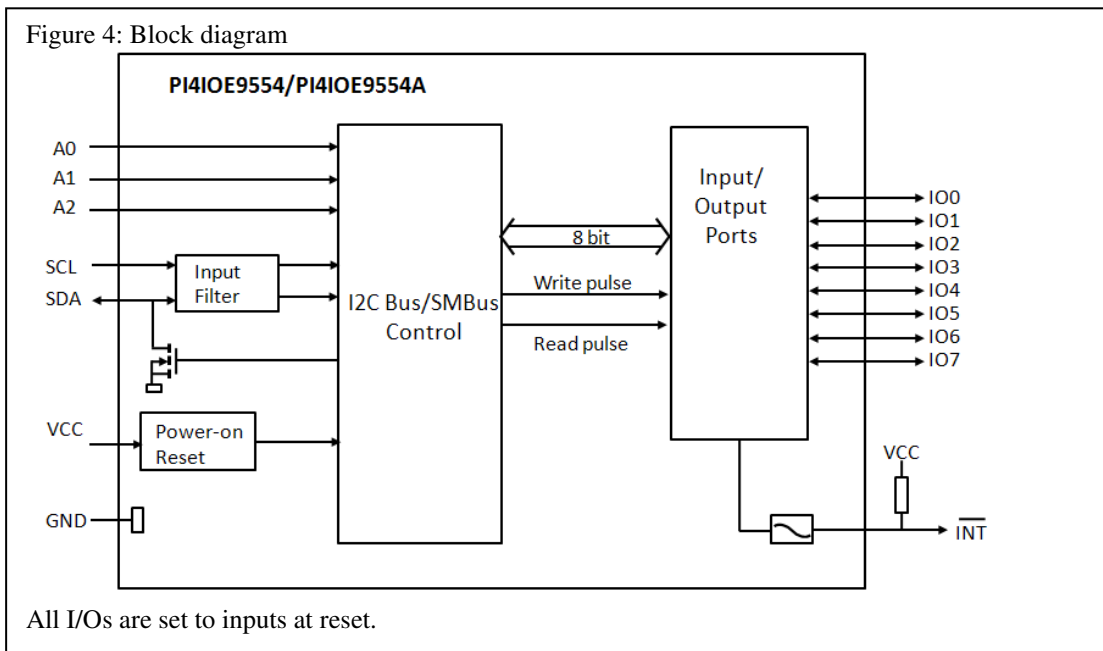 Figure 4: Block diagram
PI4IOE9554/PI4IOE9554A
A0
A1
A2
SCL
SDA
Input
Filter
VCC
Power-on
Reset
GND
I2C Bus/SMBus
Control
8 bit
Write pulse
Read pulse
Input/
Output
Ports
IO0
IO1
IO2
IO3
IO4
IO5
IO6
IO7
VCC
INT
All I/Os are set to inputs at reset.